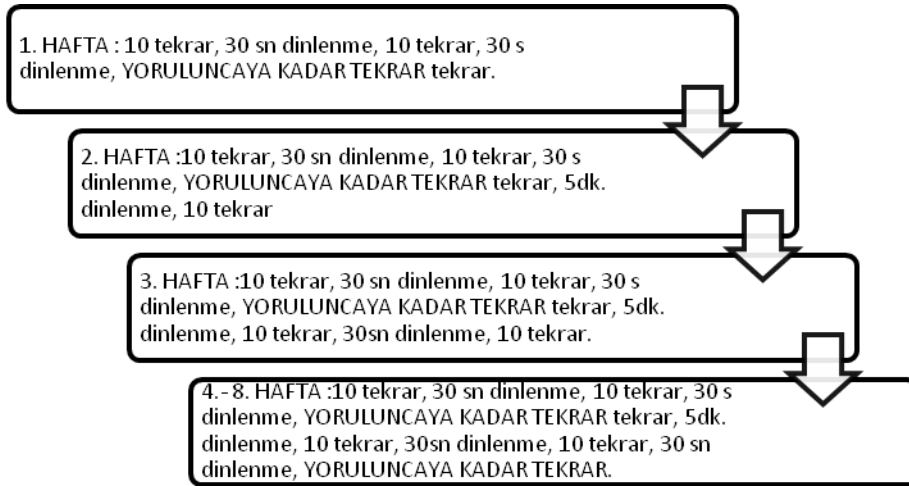 1. HAFTA : 10 tekrar, 30 sn dinlenme, 10 tekrar, 30 s
dinlenme, YORULUNCAYA KADAR TEKRAR tekrar.
2. HAFTA :10 tekrar, 30 sn dinlenme, 10 tekrar, 30 s
dinlenme, YORULUNCAYA KADAR TEKRAR tekrar, 5dk.
dinlenme, 10 tekrar
3. HAFTA :10 tekrar, 30 sn dinlenme, 10 tekrar, 30 s
dinlenme, YORULUNCAYA KADAR TEKRAR tekrar, 5dk.
dinlenme, 10 tekrar, 30sn dinlenme, 10 tekrar.
4.- 8. HAFTA :10 tekrar, 30 sn dinlenme, 10 tekrar, 30 s
dinlenme, YORULUNCAYA KADAR TEKRAR tekrar, 5dk.
dinlenme, 10 tekrar, 30sn dinlenme, 10 tekrar, 30 sn
dinlenme, YORULUNCAYA KADAR TEKRAR.